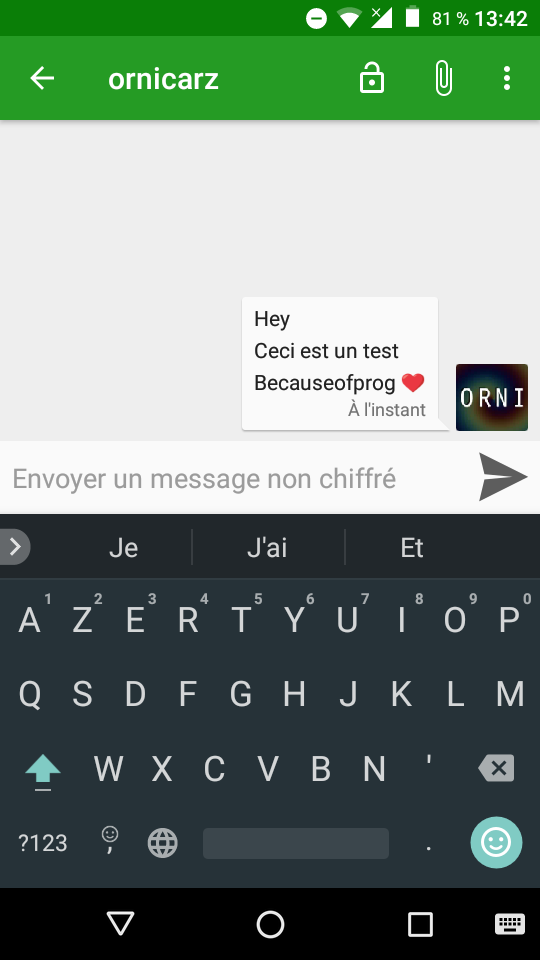 81 % 13:42
ornicarz
Hey
Ceci est un test
Becauseofprog ❤️
À l'instant
ORNI
Envoyer un message non chiffré
Je J'ai Et
1 2 3 4 5 6 7 8 9 0
A Z E R T Y U I O P
Q S D F G H J K L M
W X C V B N '
?123 , .